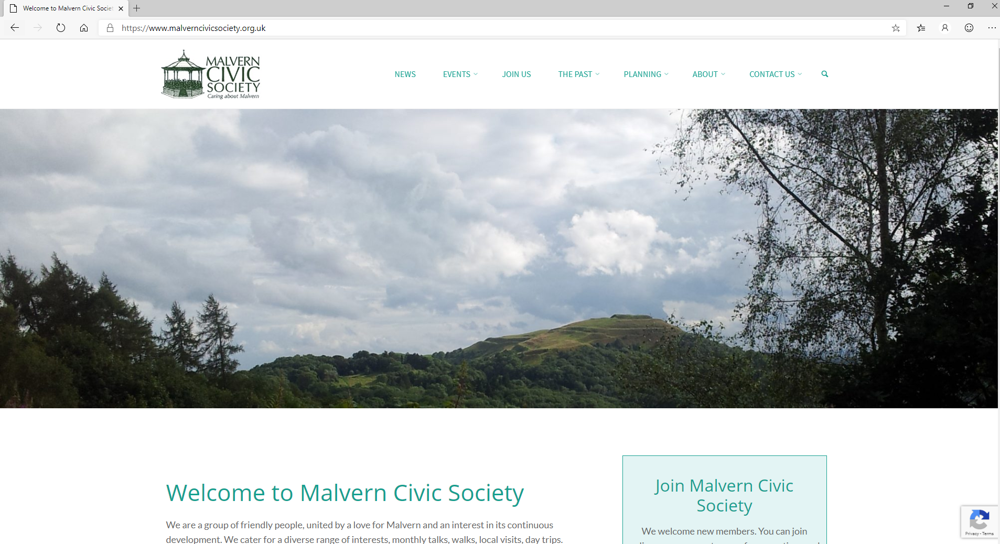 Welcome to Malvern Civic Societ
https://www.malverncivicsociety.org.uk
MALVERN
CIVIC
SOCIETY
Caring about Malvern
NEWS EVENTS JOIN US THE PAST PLANNING ABOUT CONTACT US
Welcome to Malvern Civic Society
We are a group of friendly people, united by a love for Malvern and an interest in its continuous
development. We cater for a diverse range of interests, monthly talks, walks, local visits, day trips.
Join Malvern Civic
Society
We welcome new members. You can join
Privacy - Terms